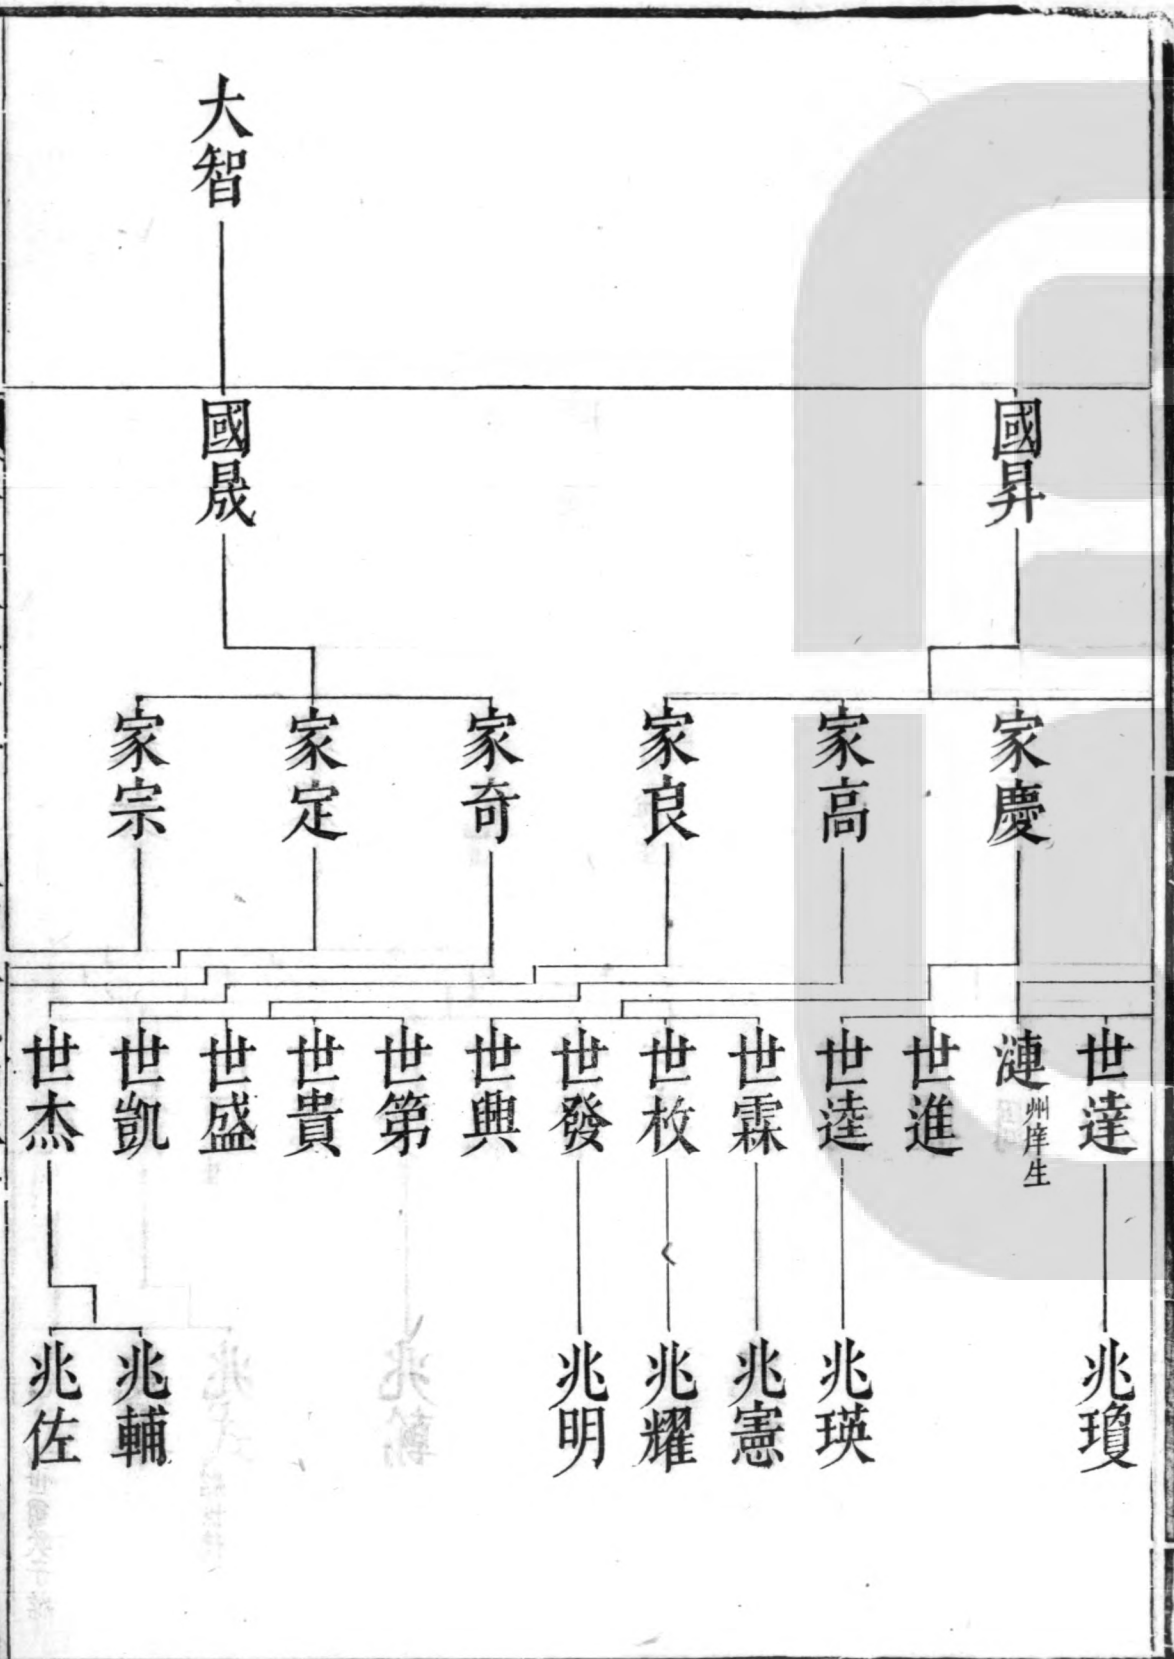 大智
國昇
國晟
家慶
家高
家良
家奇
家定
家宗
世達
漣州庠生
世進
世逵
世霖
世枚
世發
世典
世第
世貴
世盛
世凱
世杰
兆瓊
兆瑛
兆憲
兆耀
兆明
兆輔
兆佐